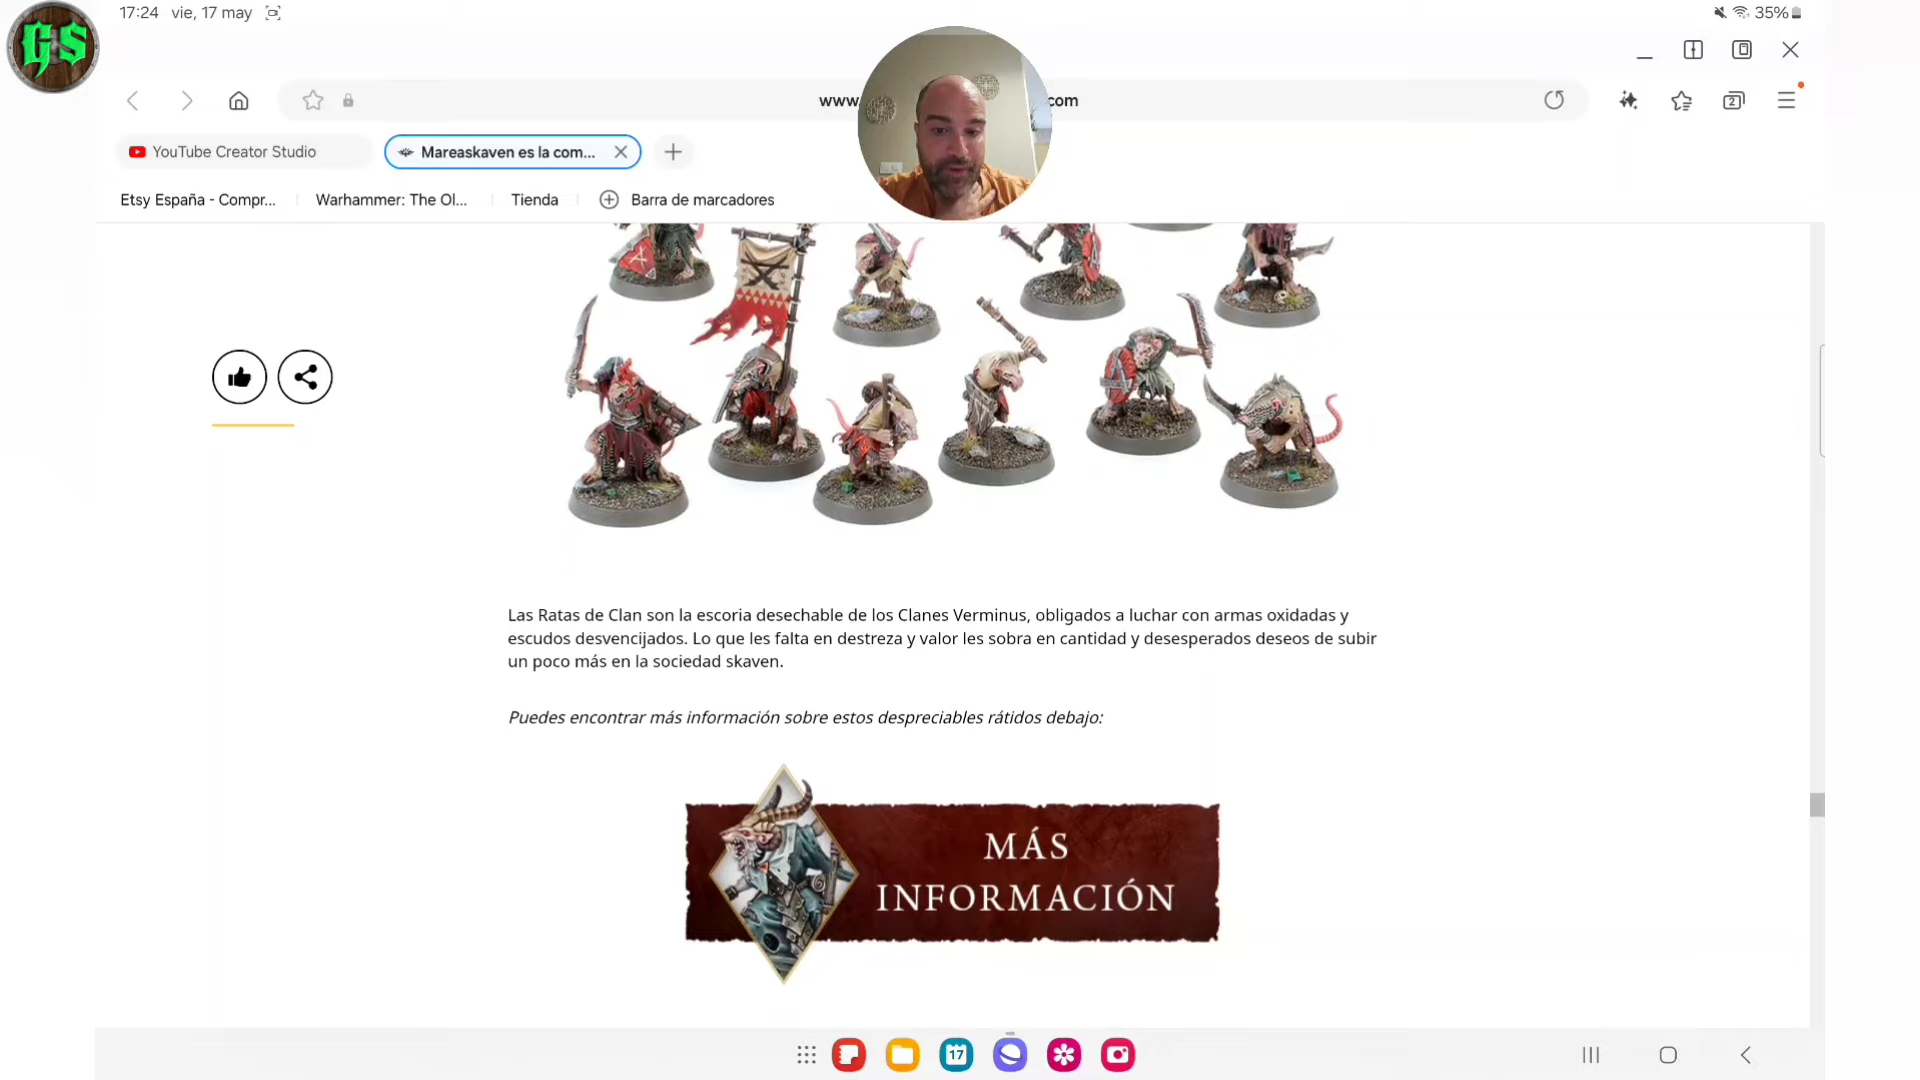 GS
17:24 vie, 17 may
35%
www.
com
2
YouTube Creator Studio
Mareaskaven es la com...
Etsy España - Compr...
Warhammer: The Ol...
Tienda
Barra de marcadores
Las Ratas de Clan son la escoria desechable de los Clanes Verminus, obligados a luchar con armas oxidadas y
escudos desvencijados. Lo que les falta en destreza y valor les sobra en cantidad y desesperados deseos de subir
un poco más en la sociedad skaven.
Puedes encontrar más información sobre estos despreciables rátidos debajo:
MÁS
INFORMACIÓN
17